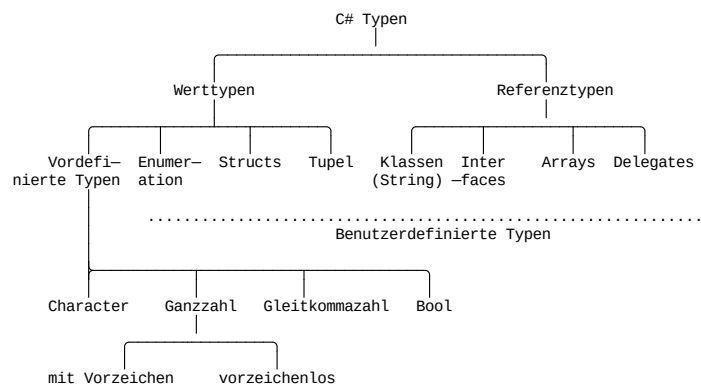 C# Typen
Werttypen Referenztypen
Vordefi— Enumer— Structs Tupel Klassen Inter Arrays Delegates
nierte Typen ation (String) —faces
Benutzerdefinierte Typen
Character Ganzzahl Gleitkommazahl Bool
mit Vorzeichen vorzeichenlos